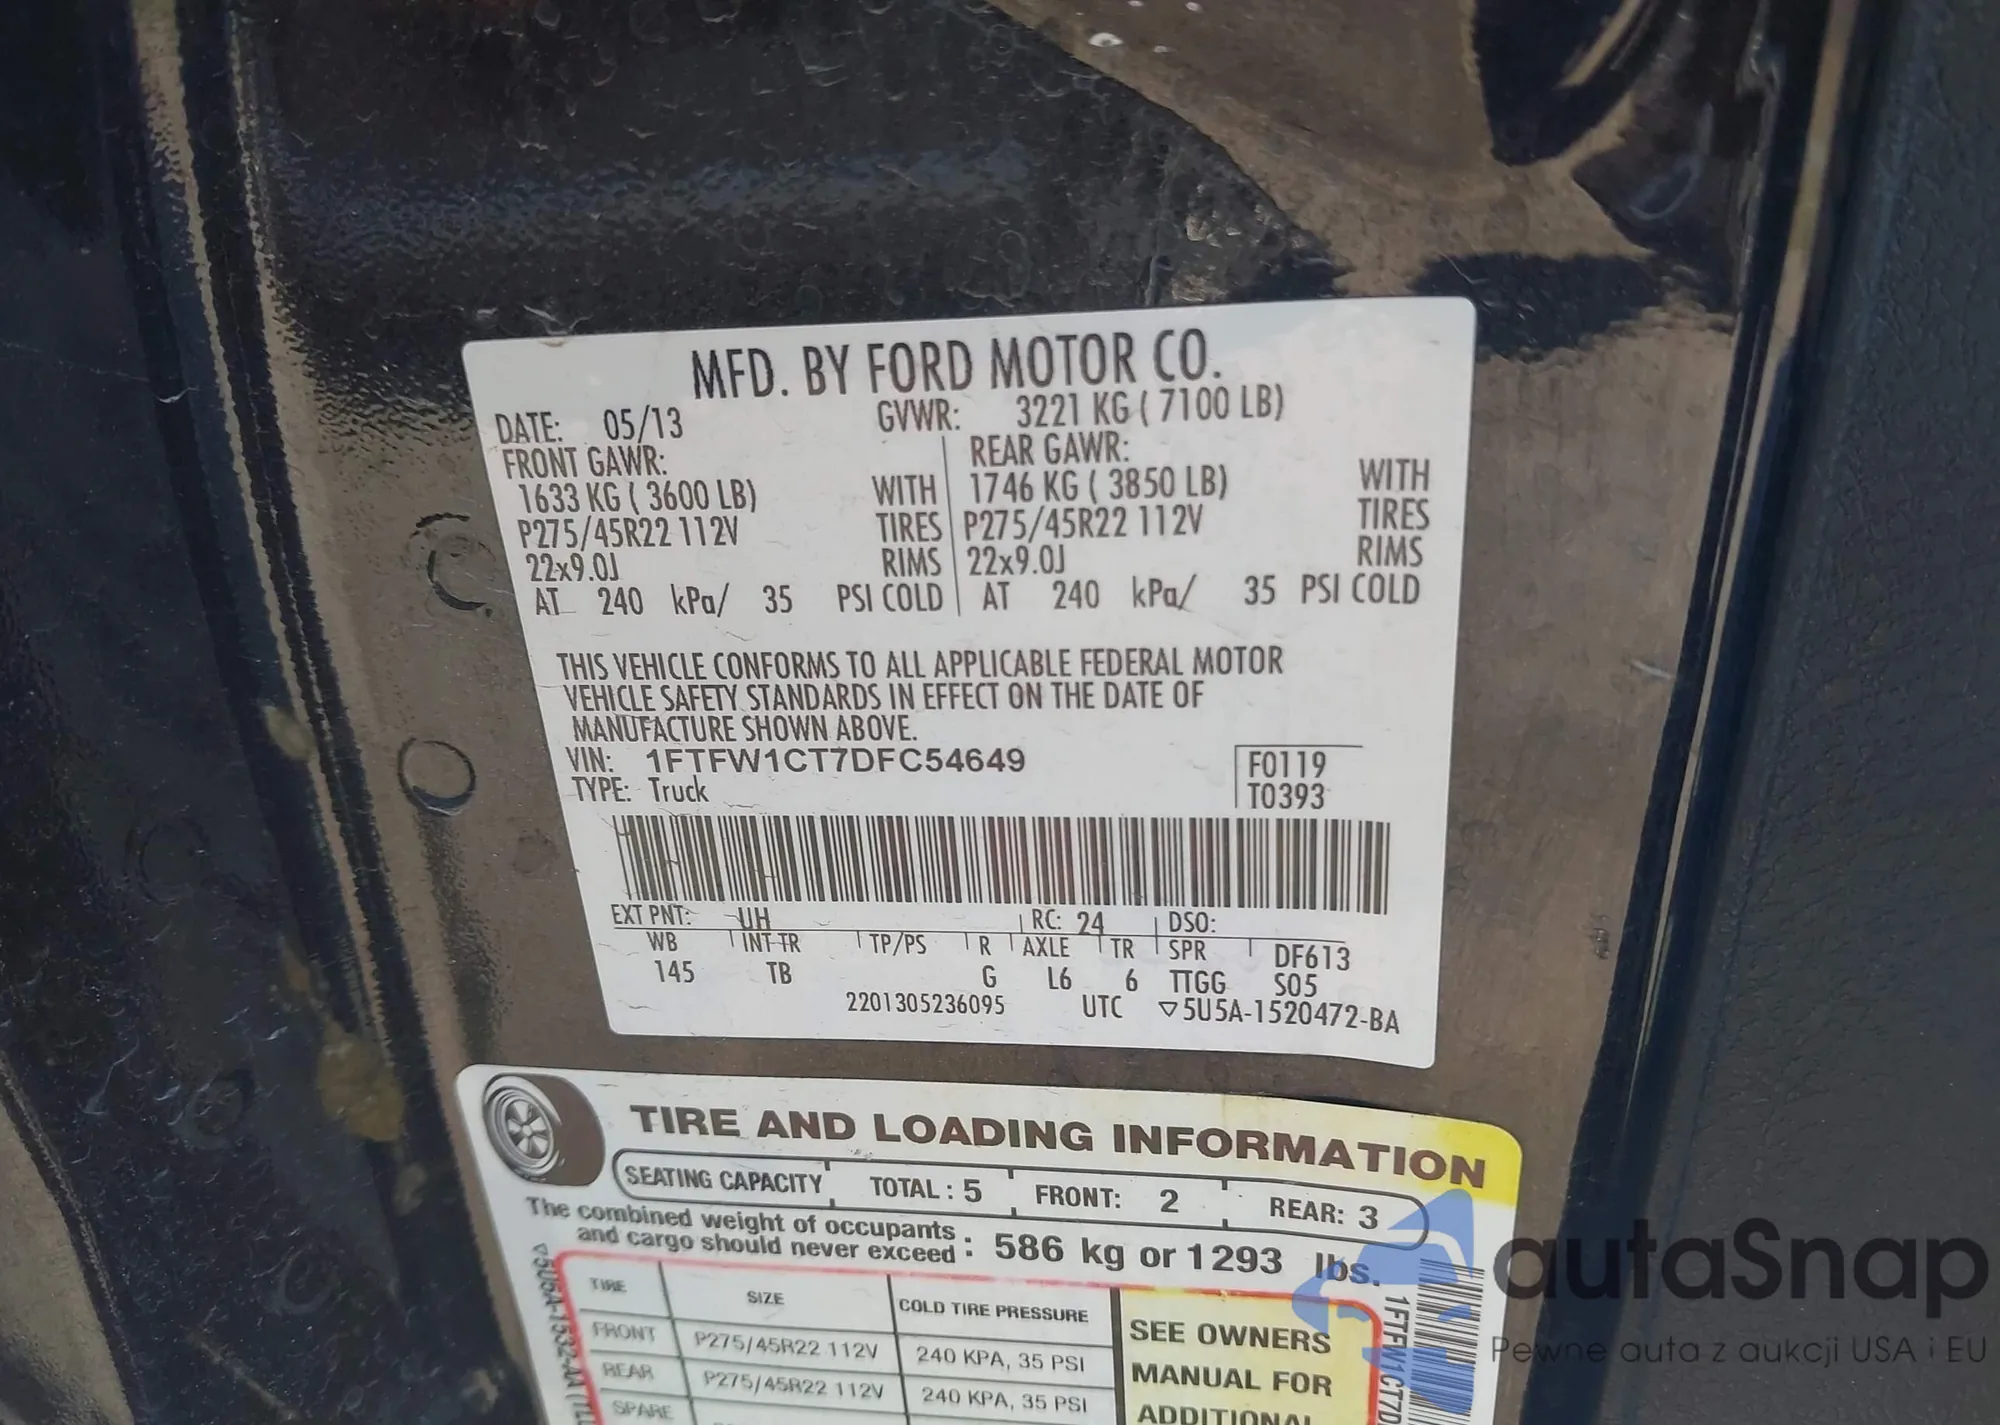 MFD. BY FORD MOTOR CO.
DATE: 05/13 GVWR: 3221 KG ( 7100 LB)
FRONT GAWR: REAR GAWR:
1633 KG ( 3600 LB) WITH 1746 KG ( 3850 LB) WITH
P275/45R22 112V TIRES P275/45R22 112V TIRES
22x9.0J RIMS 22x9.0J RIMS
AT 240 kPa/ 35 PSI COLD AT 240 kPa/ 35 PSI COLD
THIS VEHICLE CONFORMS TO ALL APPLICABLE FEDERAL MOTOR
VEHICLE SAFETY STANDARDS IN EFFECT ON THE DATE OF
MANUFACTURE SHOWN ABOVE.
VIN: 1FTFW1CT7DFC54649 F0119
TYPE: Truck T0393
EXT PNT: UH RC: 24 DSO:
WB INT TR TP/PS R AXLE TR SPR DF613
145 TB G L6 6 TTGG S05
2201305236095 UTC ▽5U5A-1520472-BA
TIRE AND LOADING INFORMATION
SEATING CAPACITY TOTAL : 5 FRONT: 2 REAR: 3
The combined weight of occupants
and cargo should never exceed : 586 kg or 1293 lbs.
TIRE SIZE COLD TIRE PRESSURE
FRONT P275/45R22 112V 240 KPA, 35 PSI
REAR P275/45R22 112V 240 KPA, 35 PSI
SPARE
SEE OWNERS
MANUAL FOR
ADDITIONAL
1FTFW1CT7D
autaSnap
Pewne auta z aukcji USA i EU